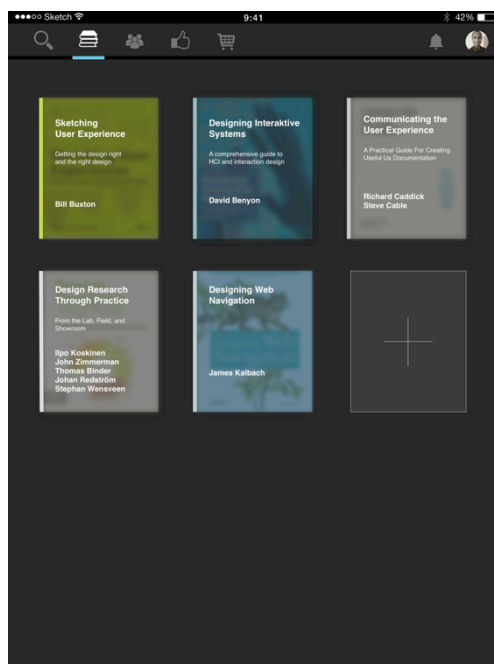 Sketch
9:41
42%
Sketching
User Experience
Getting the design right
and the right design
Bill Buxton
Designing Interaktive
Systems
A comprehensive guide to
HCI and interaction design
David Benyon
Communicating the
User Experience
A Practical Guide For Creating
Useful Ux Documentation
Richard Caddick
Steve Cable
Design Research
Through Practice
From the Lab, Field, and
Showroom
Ilpo Koskinen
John Zimmerman
Thomas Binder
Johan Redström
Stephan Wensveen
Designing Web
Navigation
James Kalbach